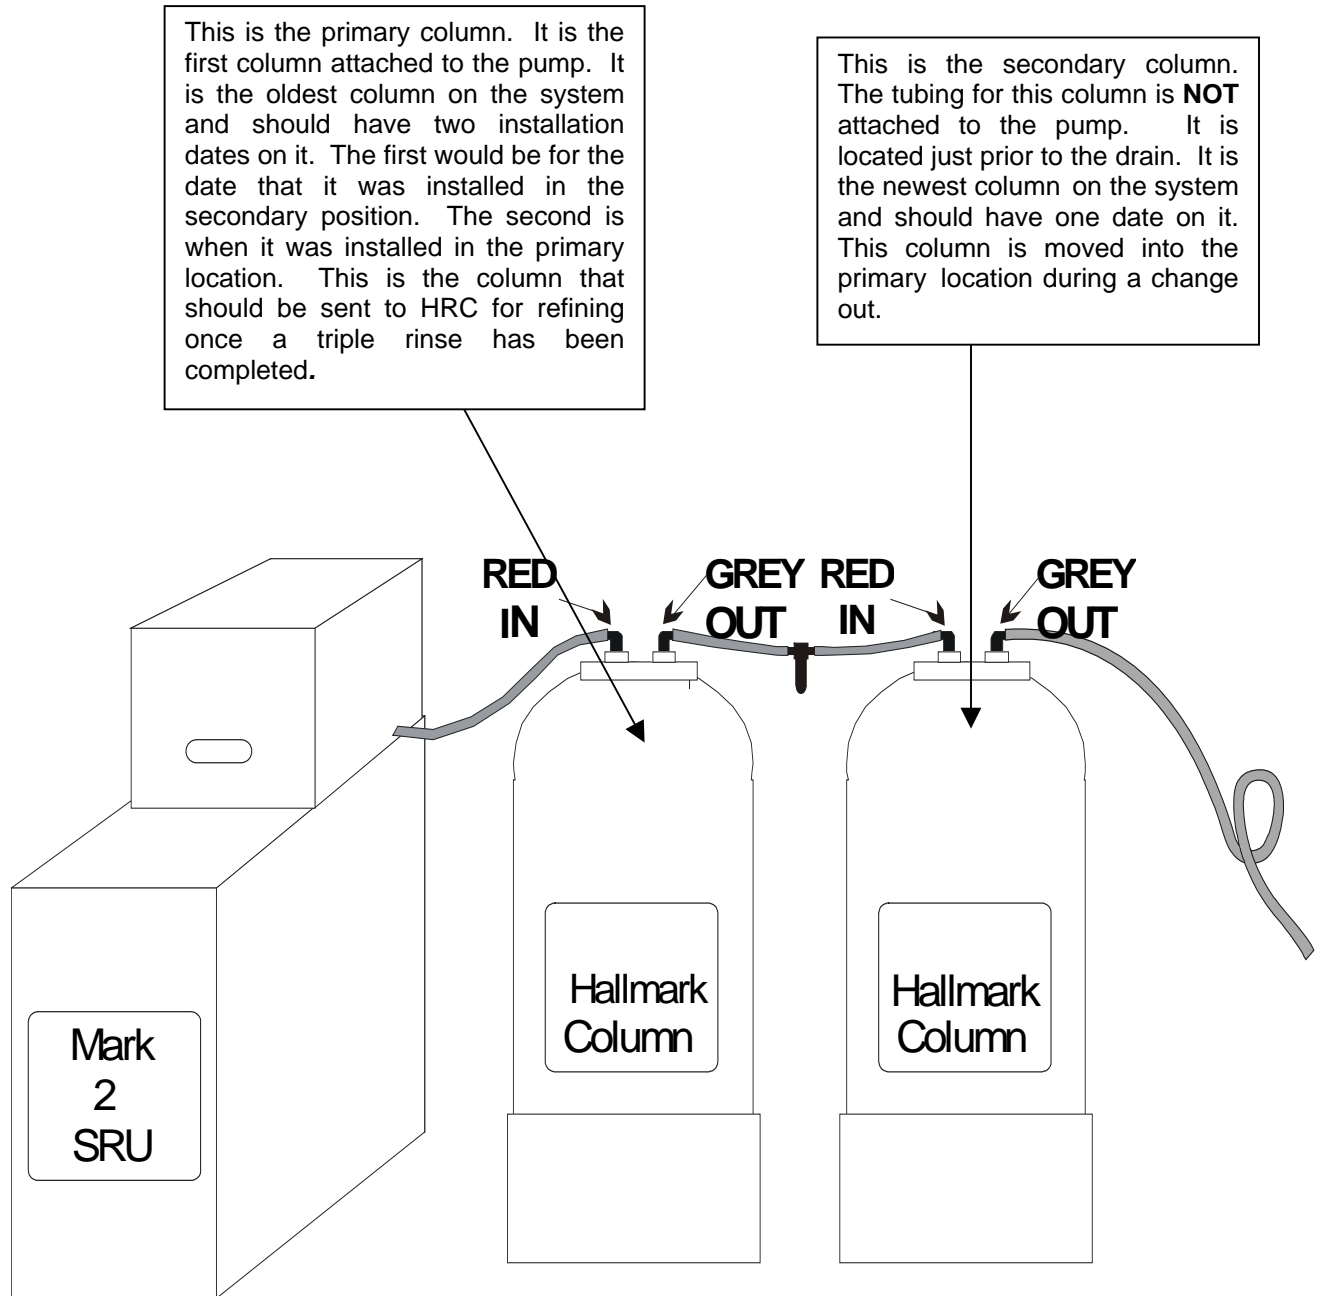 This is the primary column. It is the
first column attached to the pump. It
is the oldest column on the system
and should have two installation
dates on it. The first would be for the
date that it was installed in the
secondary position. The second is
when it was installed in the primary
location. This is the column that
should be sent to HRC for refining
once a triple rinse has been
completed.
This is the secondary column.
The tubing for this column is NOT
attached to the pump. It is
located just prior to the drain. It is
the newest column on the system
and should have one date on it.
This column is moved into the
primary location during a change
out.
RED
IN
GREY
OUT
RED
IN
GREY
OUT
Hallmark
Column
Hallmark
Column
Mark
2
SRU